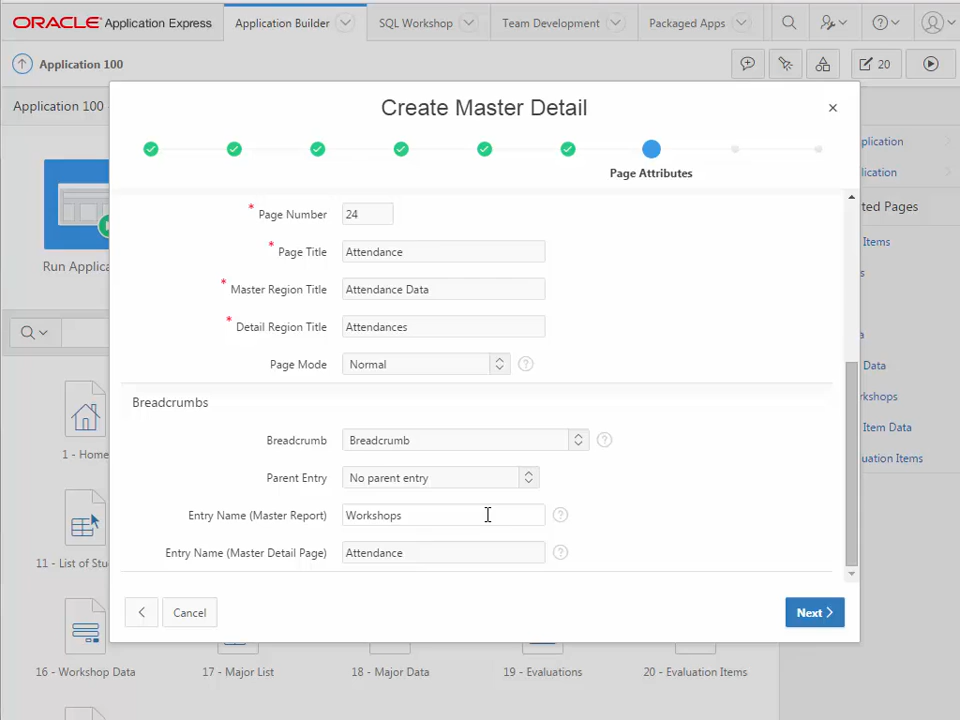 ORACLE Application Express
Application Builder
SQL Workshop
Team Development
Packaged Apps
Application 100
20
Application 100
Create Master Detail
Page Attributes
* Page Number 24
* Page Title Attendance
* Master Region Title Attendance Data
* Detail Region Title Attendances
Page Mode Normal
Breadcrumbs
Breadcrumb Breadcrumb
Parent Entry No parent entry
Entry Name (Master Report) Workshops
Entry Name (Master Detail Page) Attendance
Cancel
Next
plication
lication
ted Pages
Items
s
a
Data
kshops
Item Data
uation Items
Run Applica
1 - Home
11 - List of Stu
16 - Workshop Data
17 - Major List
18 - Major Data
19 - Evaluations
20 - Evaluation Items